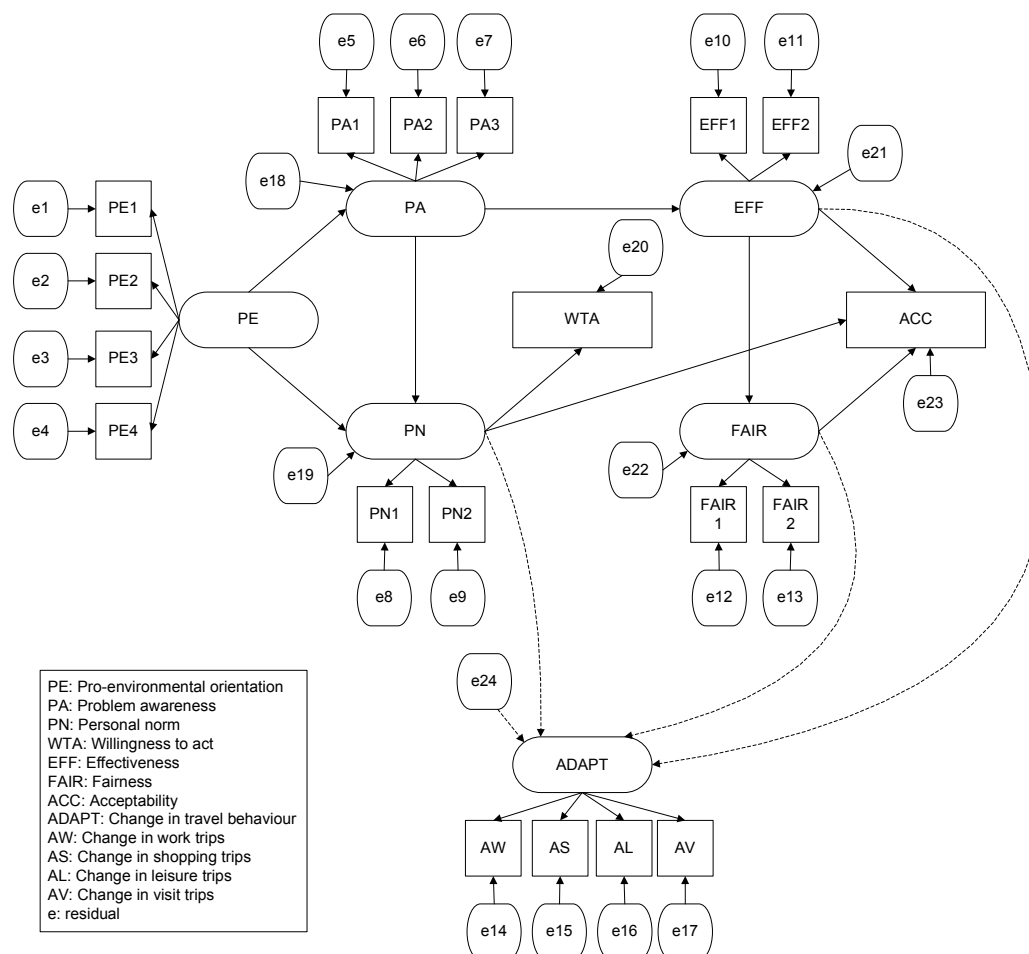 e5
e6
e7
e10
e11
PA1
PA2
PA3
EFF1
EFF2
e18
e21
e1
PE1
PA
EFF
e20
e2
PE2
PE
WTA
ACC
e3
PE3
e23
e4
PE4
PN
FAIR
e19
e22
PN1
PN2
FAIR
1
FAIR
2
e8
e9
e12
e13
e24
PE: Pro-environmental orientation
PA: Problem awareness
PN: Personal norm
WTA: Willingness to act
EFF: Effectiveness
FAIR: Fairness
ACC: Acceptability
ADAPT: Change in travel behaviour
AW: Change in work trips
AS: Change in shopping trips
AL: Change in leisure trips
AV: Change in visit trips
e: residual
ADAPT
AW
AS
AL
AV
e14
e15
e16
e17